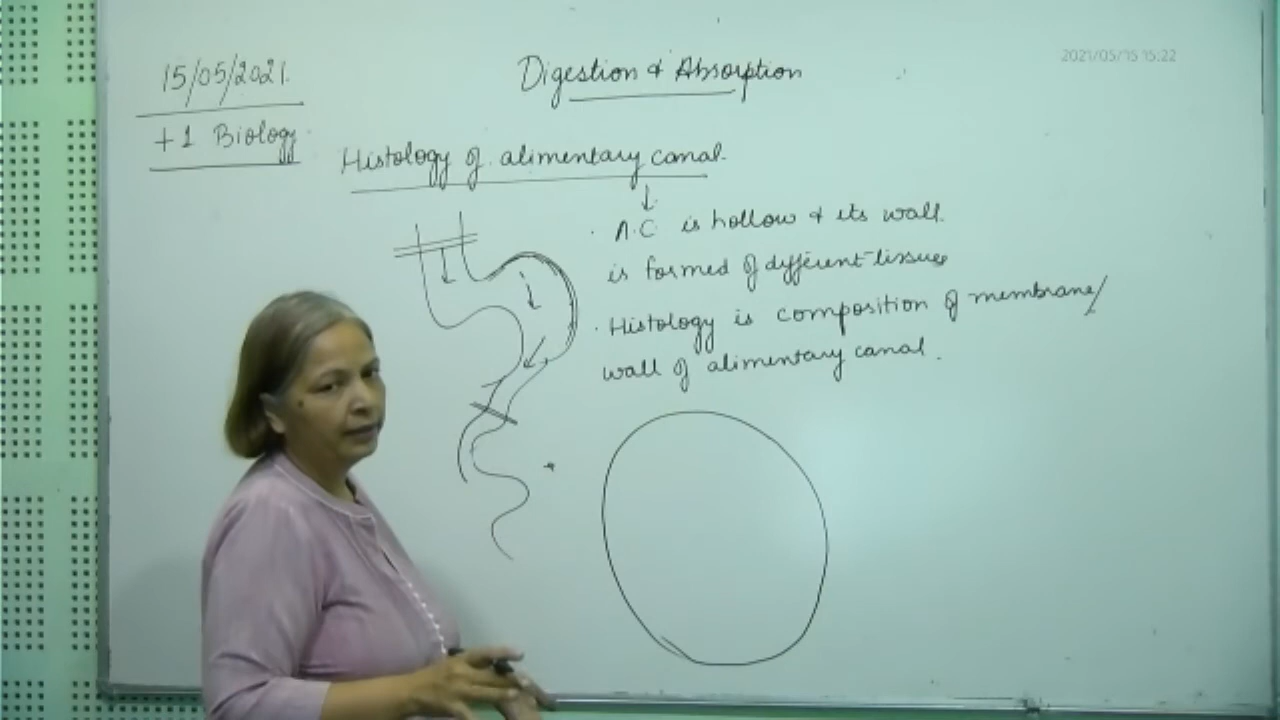 15/05/2021.
+1 Biology
Digestion & Absorption
2021/05/15 15:22
Histology of alimentary canal.
↓
· A.C is hollow & its wall.
is formed of different tissues
· Histology is composition of membrane/
wall of alimentary canal.